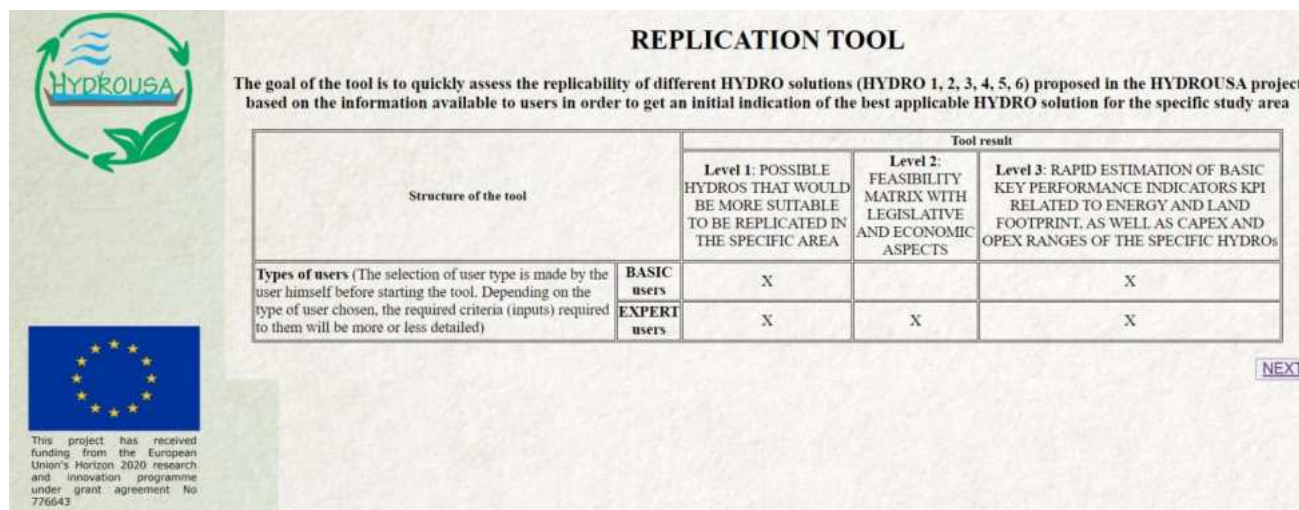 HYDROUSA
REPLICATION TOOL
The goal of the tool is to quickly assess the replicability of different HYDRO solutions (HYDRO 1, 2, 3, 4, 5, 6) proposed in the HYDROUSA project
based on the information available to users in order to get an initial indication of the best applicable HYDRO solution for the specific study area
Structure of the tool
Tool result
Level 1: POSSIBLE
HYDROS THAT WOULD
BE MORE SUITABLE
TO BE REPLICATED IN
THE SPECIFIC AREA
Level 2:
FEASIBILITY
MATRIX WITH
LEGISLATIVE
AND ECONOMIC
ASPECTS
Level 3: RAPID ESTIMATION OF BASIC
KEY PERFORMANCE INDICATORS KPI
RELATED TO ENERGY AND LAND
FOOTPRINT, AS WELL AS CAPEX AND
OPEX RANGES OF THE SPECIFIC HYDROs
Types of users (The selection of user type is made by the
user himself before starting the tool. Depending on the
type of user chosen, the required criteria (inputs) required
to them will be more or less detailed)
BASIC
users
X
X
EXPERT
users
X
X
X
NEXT
This project has received
funding from the European
Union's Horizon 2020 research
and innovation programme
under grant agreement No
776643